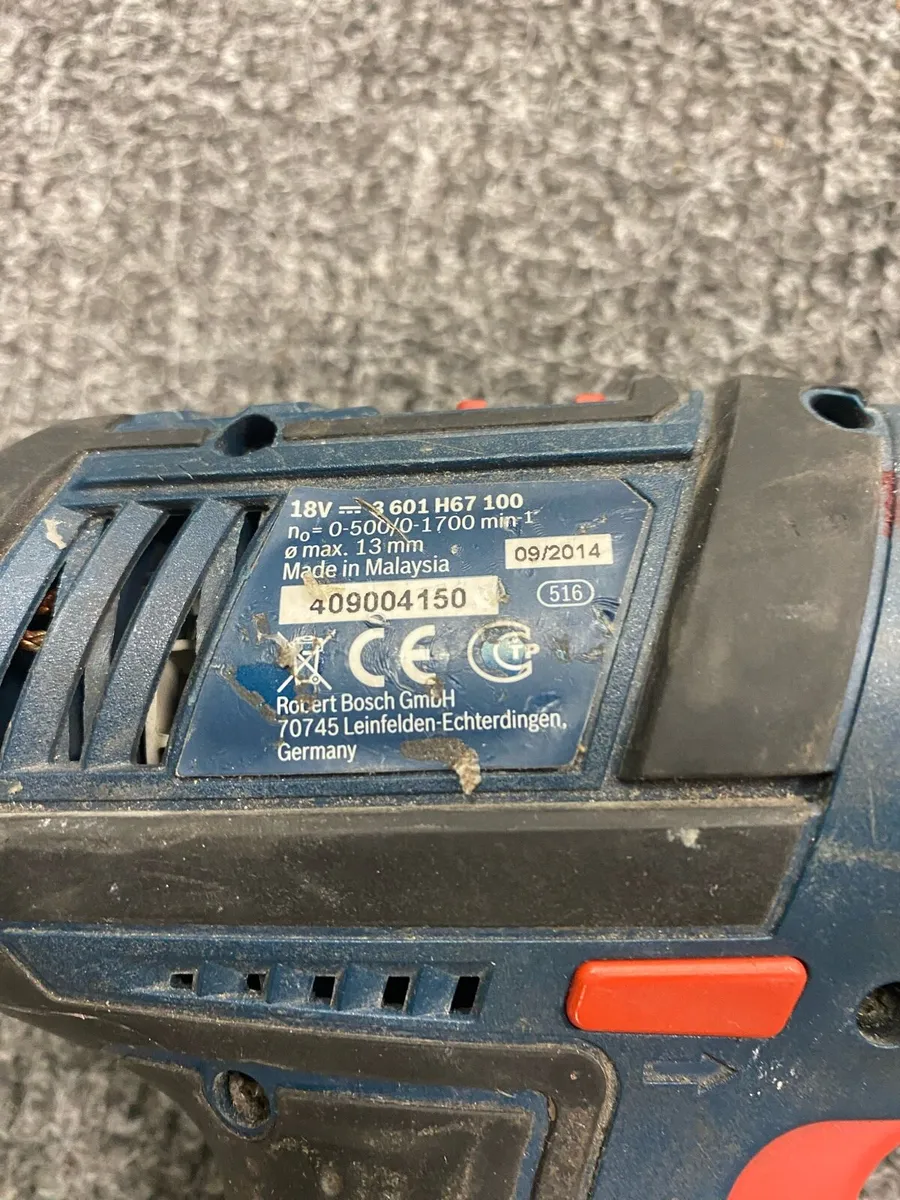 18V ⎓ 3 601 H67 100
n₀= 0-500/0-1700 min⁻¹
ø max. 13 mm
09/2014
Made in Malaysia
409004150
516
CE CTP
Robert Bosch GmbH
70745 Leinfelden-Echterdingen,
Germany